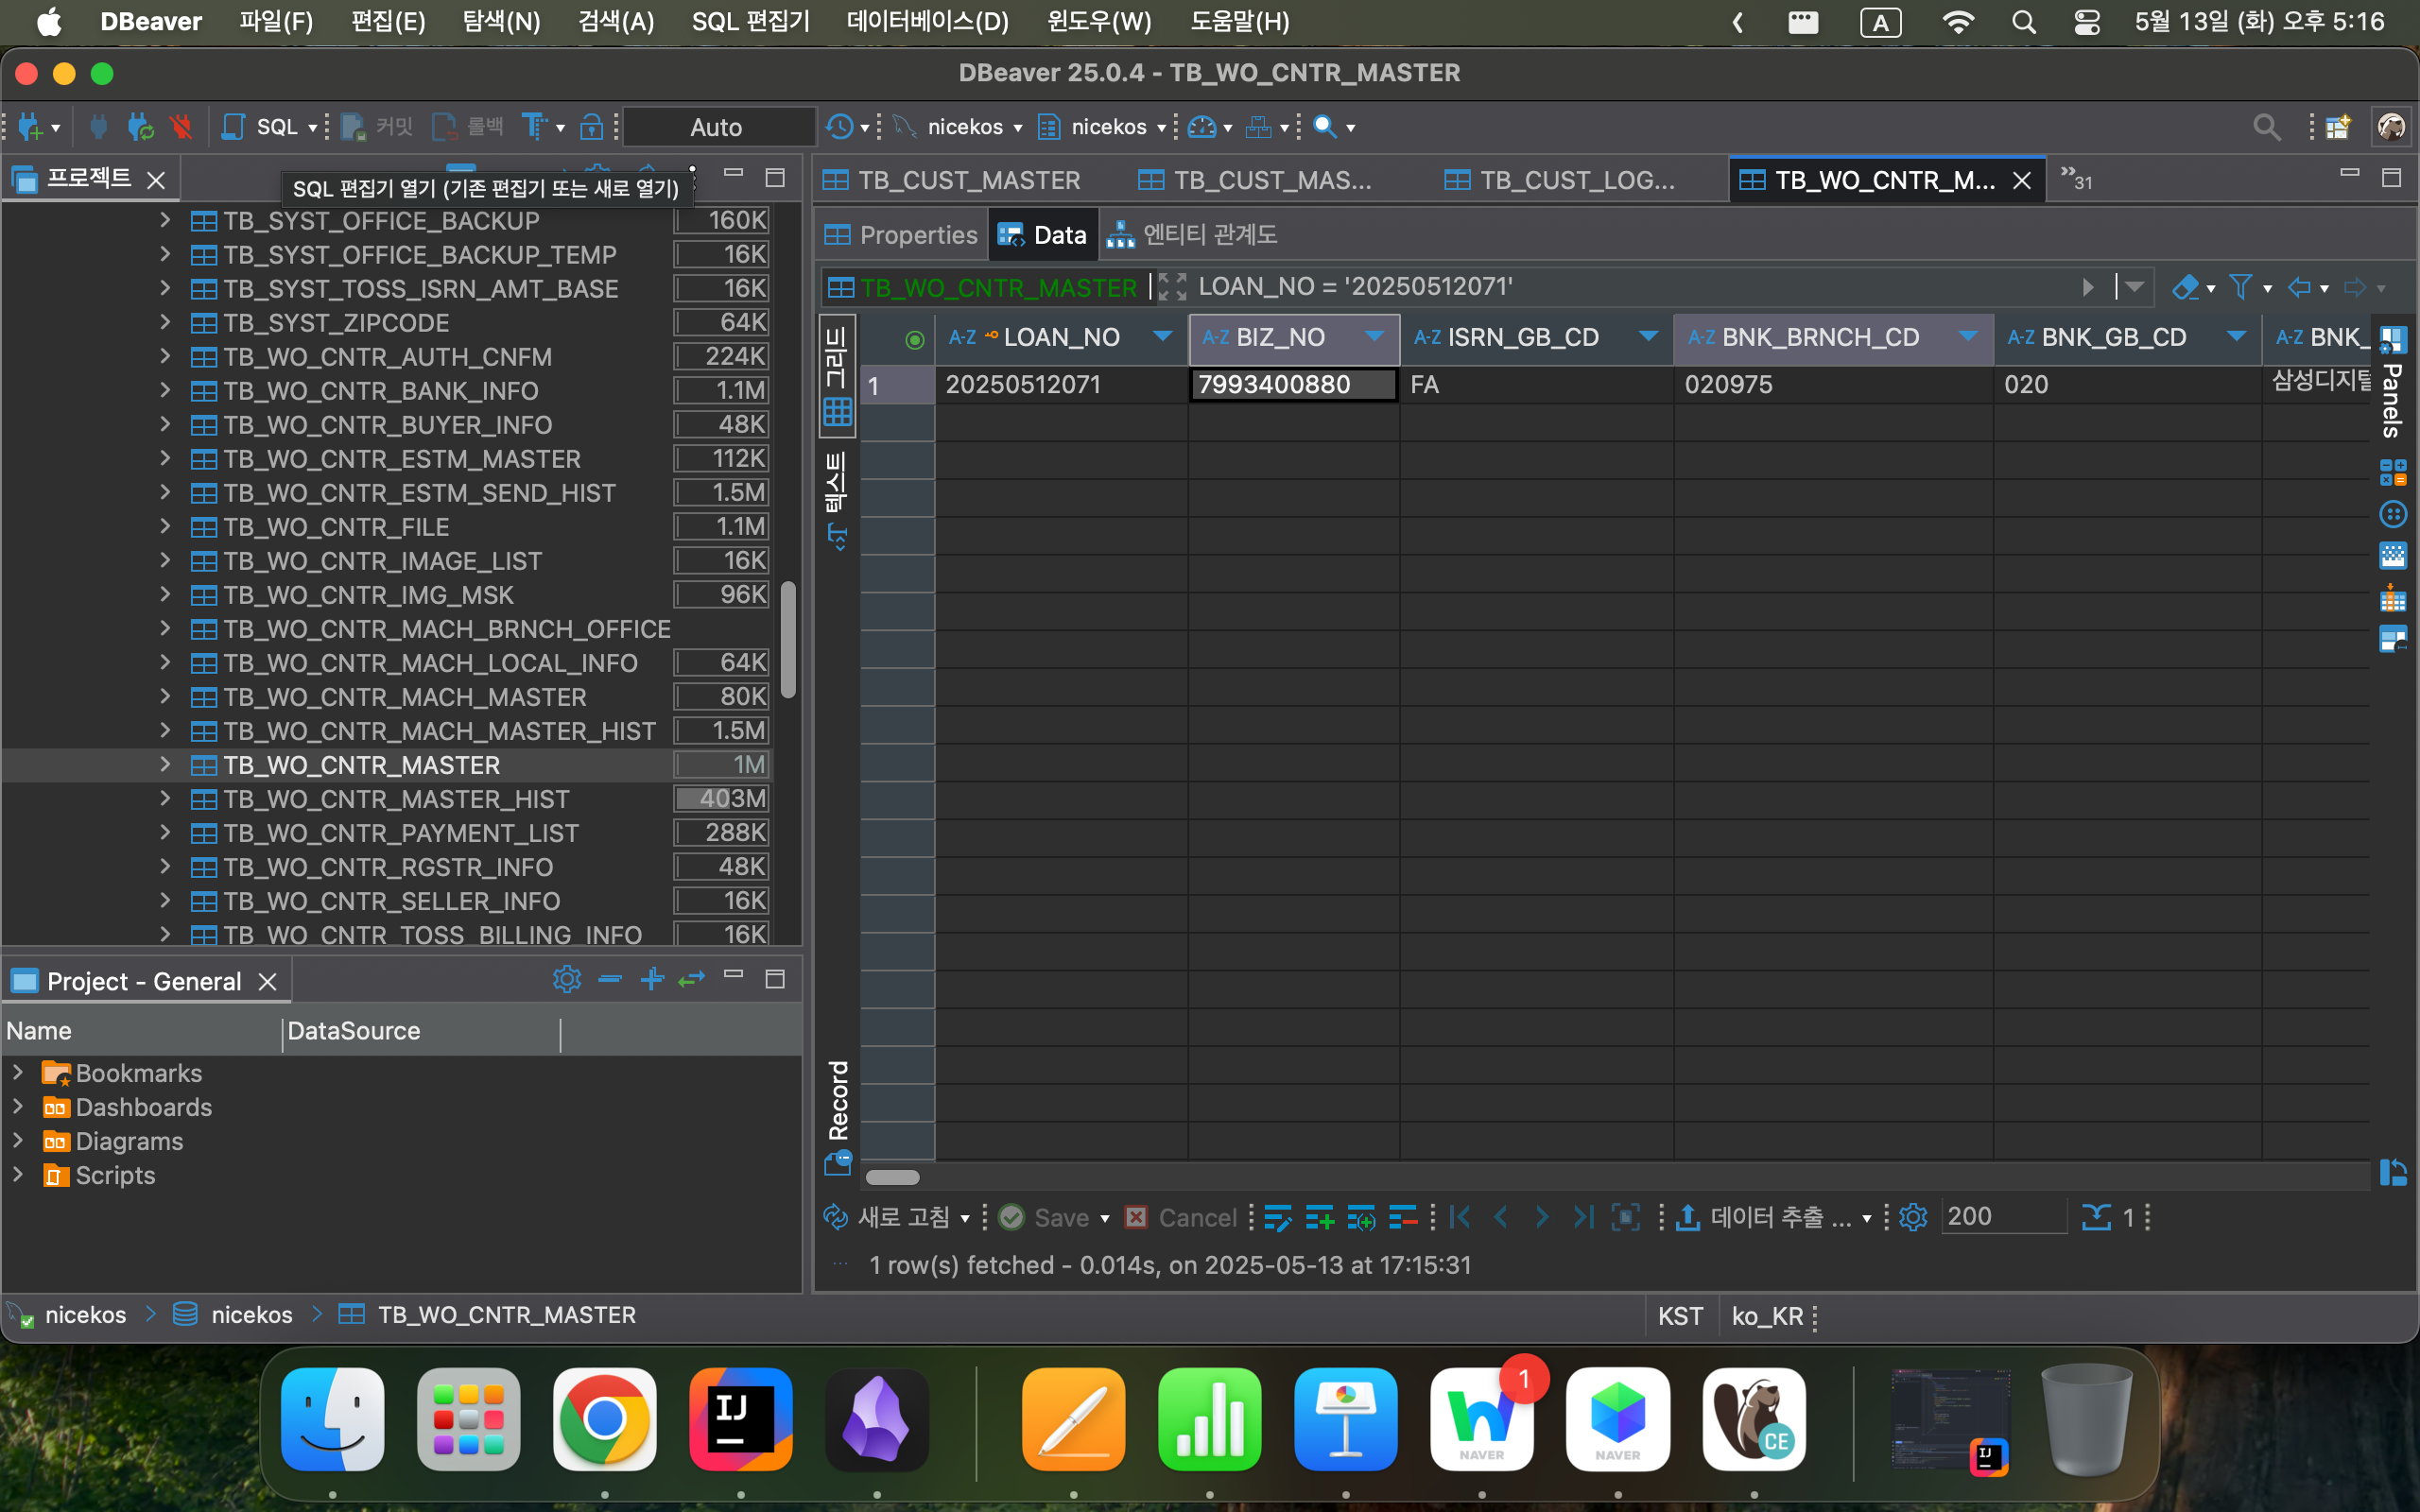 DBeaver 파일(F) 편집(E) 탐색(N) 검색(A) SQL 편집기 데이터베이스(D) 윈도우(W) 도움말(H) A 5월 13일 (화) 오후 5:16
DBeaver 25.0.4 - TB_WO_CNTR_MASTER
SQL 커밋 롤백 Auto nicekos nicekos
프로젝트
SQL 편집기 열기 (기존 편집기 또는 새로 열기)
TB_SYST_OFFICE_BACKUP 160K
TB_SYST_OFFICE_BACKUP_TEMP 16K
TB_SYST_TOSS_ISRN_AMT_BASE 16K
TB_SYST_ZIPCODE 64K
TB_WO_CNTR_AUTH_CNFM 224K
TB_WO_CNTR_BANK_INFO 1.1M
TB_WO_CNTR_BUYER_INFO 48K
TB_WO_CNTR_ESTM_MASTER 112K
TB_WO_CNTR_ESTM_SEND_HIST 1.5M
TB_WO_CNTR_FILE 1.1M
TB_WO_CNTR_IMAGE_LIST 16K
TB_WO_CNTR_IMG_MSK 96K
TB_WO_CNTR_MACH_BRNCH_OFFICE
TB_WO_CNTR_MACH_LOCAL_INFO 64K
TB_WO_CNTR_MACH_MASTER 80K
TB_WO_CNTR_MACH_MASTER_HIST 1.5M
TB_WO_CNTR_MASTER 1M
TB_WO_CNTR_MASTER_HIST 403M
TB_WO_CNTR_PAYMENT_LIST 288K
TB_WO_CNTR_RGSTR_INFO 48K
TB_WO_CNTR_SELLER_INFO 16K
TB_WO_CNTR_TOSS_BILLING_INFO 16K
Project - General
Name DataSource
Bookmarks
Dashboards
Diagrams
Scripts
TB_CUST_MASTER TB_CUST_MAS... TB_CUST_LOG... TB_WO_CNTR_M... »31
Properties Data 엔티티 관계도
TB_WO_CNTR_MASTER LOAN_NO = '20250512071'
그리드
텍스트
Record
A-Z LOAN_NO A-Z BIZ_NO A-Z ISRN_GB_CD A-Z BNK_BRNCH_CD A-Z BNK_GB_CD A-Z BNK_
1 20250512071 7993400880 FA 020975 020 삼성디지털
Panels
새로 고침 Save Cancel 데이터 추출 ... 200 1
1 row(s) fetched - 0.014s, on 2025-05-13 at 17:15:31
nicekos nicekos TB_WO_CNTR_MASTER KST ko_KR
IJ
NAVER
1
NAVER
CE
IJ